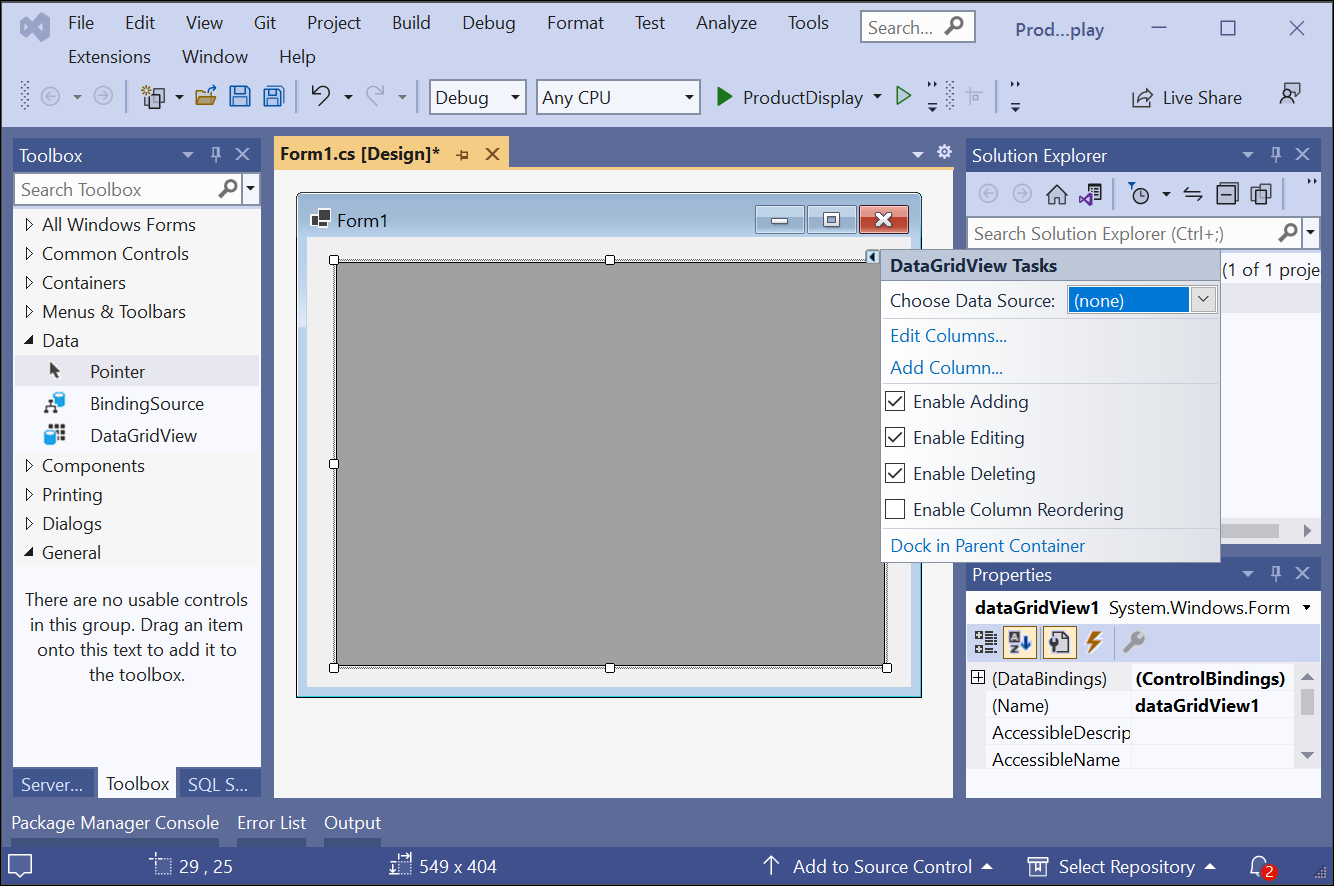 File Edit View Git Project Build Debug Format Test Analyze Tools Search... Prod...play
Extensions Window Help
Debug Any CPU ProductDisplay Live Share
Toolbox
Search Toolbox
All Windows Forms
Common Controls
Containers
Menus & Toolbars
Data
Pointer
BindingSource
DataGridView
Components
Printing
Dialogs
General
There are no usable controls
in this group. Drag an item
onto this text to add it to
the toolbox.
Server... Toolbox SQL S...
Form1.cs [Design]*
Form1
DataGridView Tasks
Choose Data Source: (none)
Edit Columns...
Add Column...
Enable Adding
Enable Editing
Enable Deleting
Enable Column Reordering
Dock in Parent Container
Solution Explorer
Search Solution Explorer (Ctrl+;)
(1 of 1 proje
Properties
dataGridView1 System.Windows.Form
A
Z
(DataBindings) (ControlBindings)
(Name) dataGridView1
AccessibleDescrip
AccessibleName
Package Manager Console Error List Output
29 , 25 549 x 404 Add to Source Control Select Repository 2